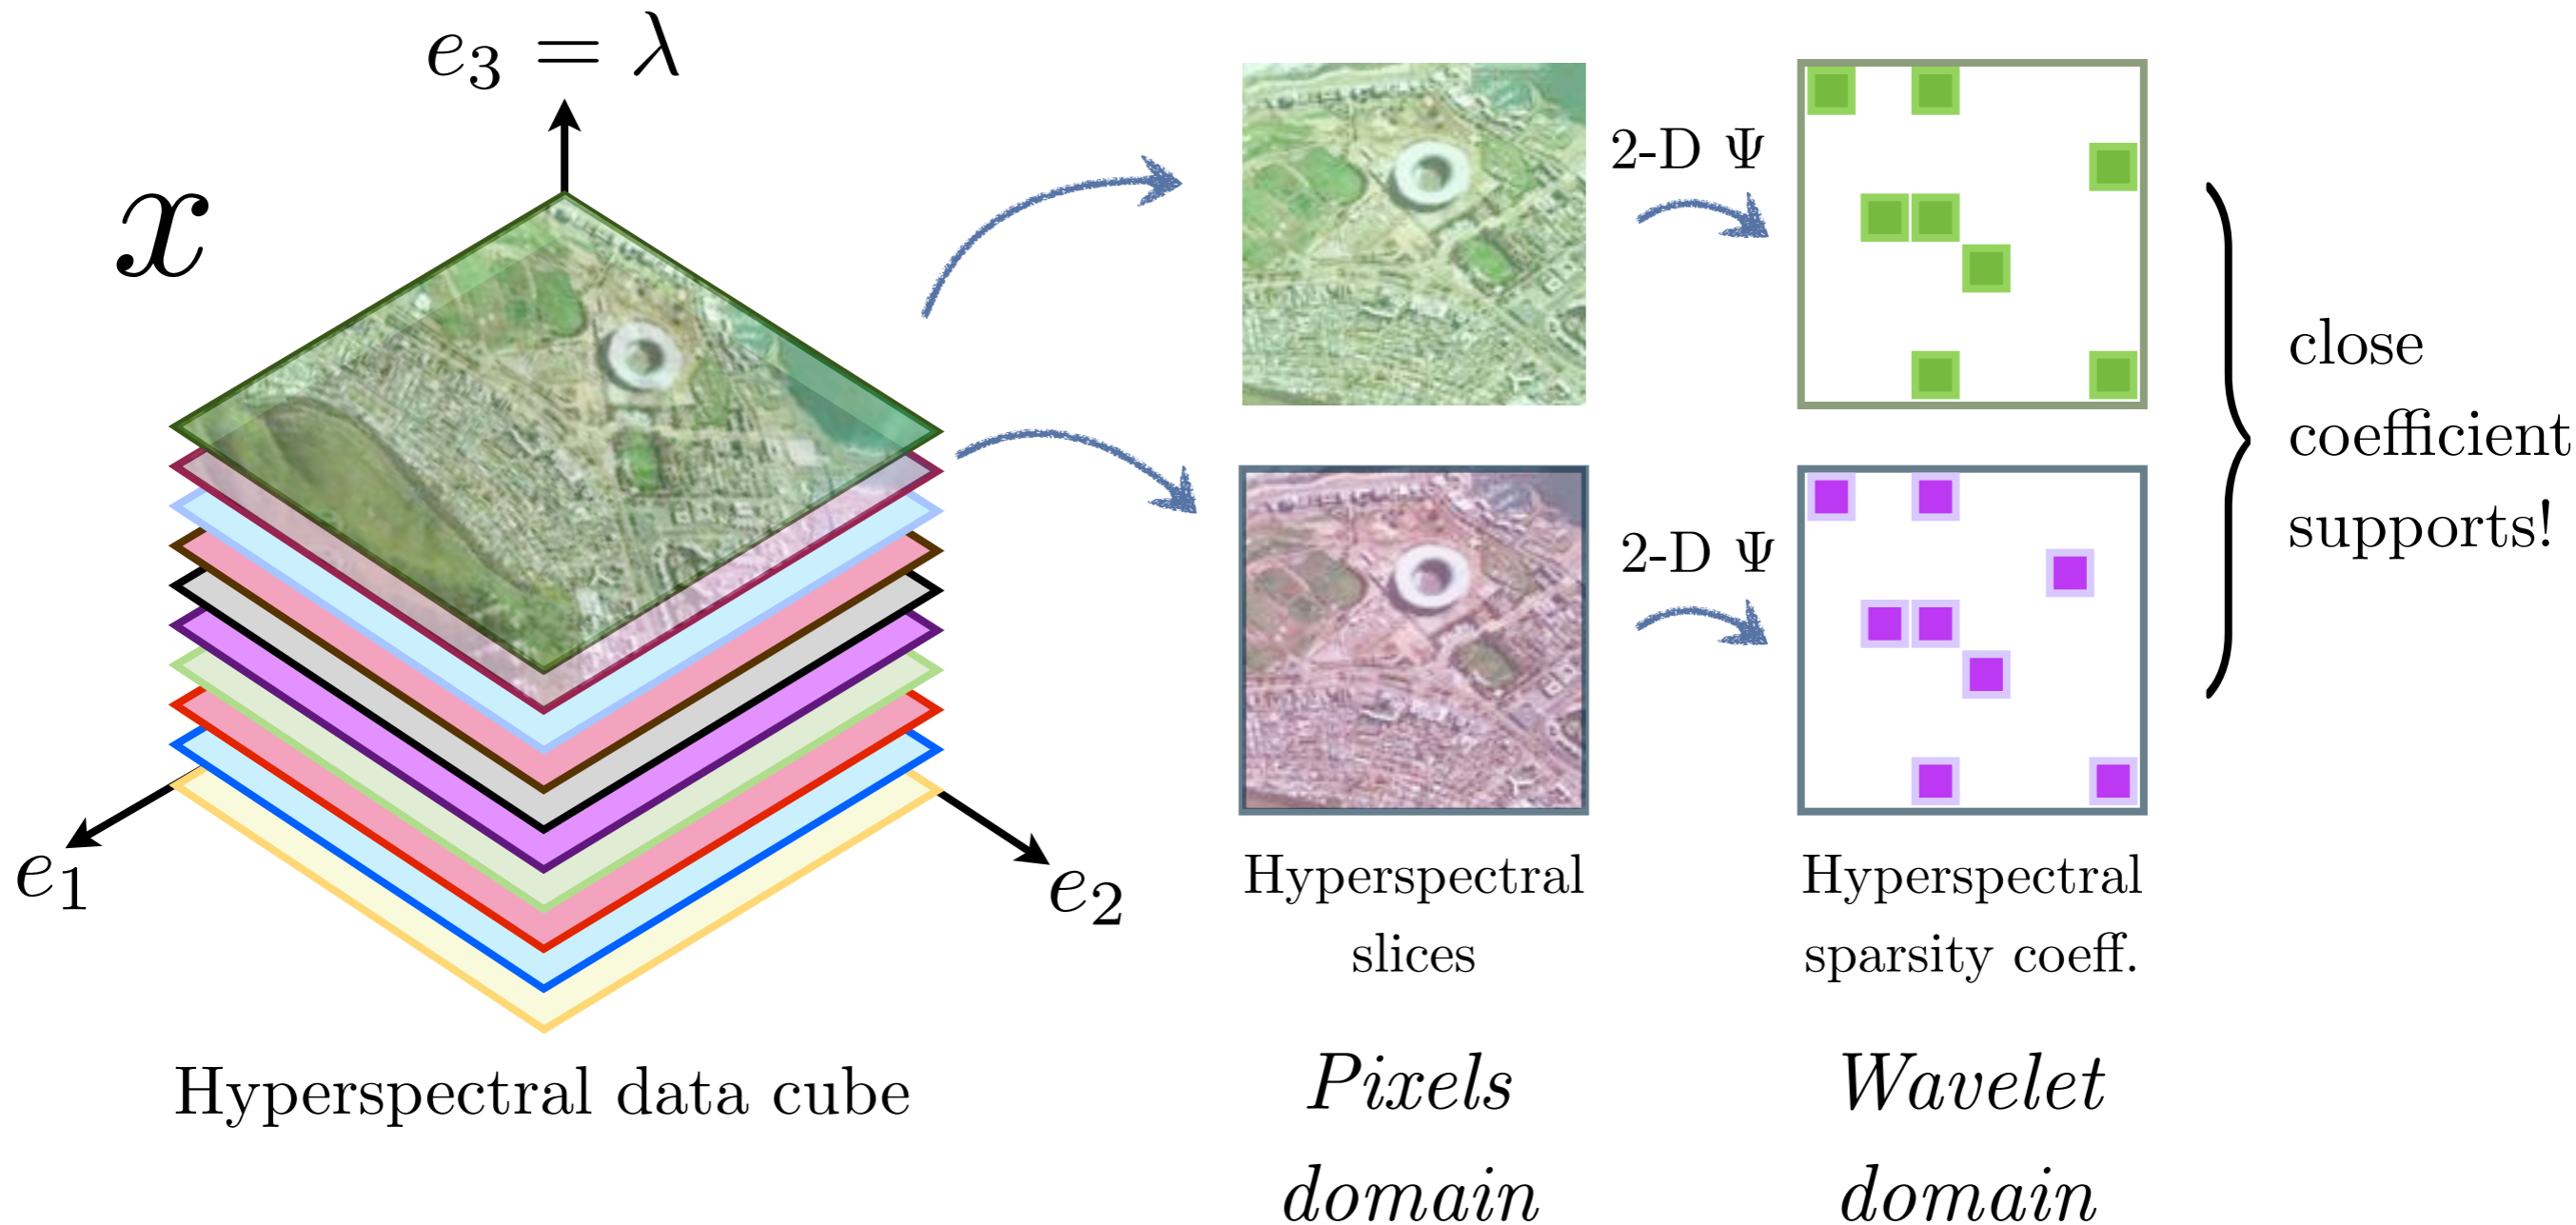 e₃ = λ
x
e₁
e₂
Hyperspectral data cube
2-D Ψ
2-D Ψ
Hyperspectral
slices
Pixels
domain
Hyperspectral
sparsity coeff.
Wavelet
domain
close
coefficient
supports!